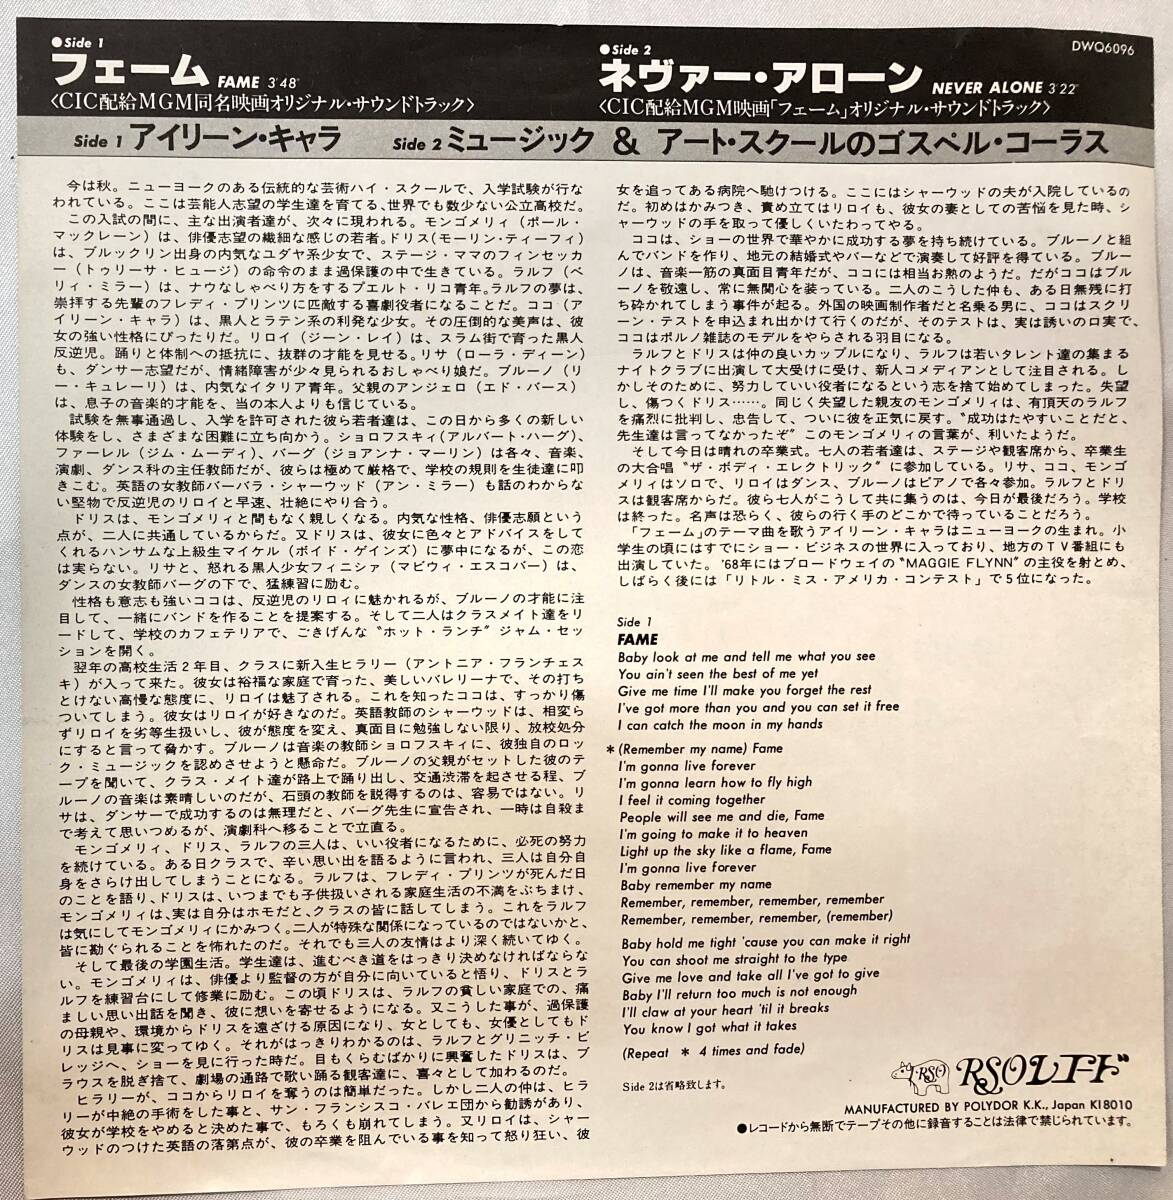 ●Side 1
フェーム FAME 3'48"
〈CIC配給MGM同名映画オリジナル・サウンドトラック〉
●Side 2
DWQ6096
ネヴァー・アローン NEVER ALONE 3'22"
〈CIC配給MGM映画「フェーム」オリジナル・サウンドトラック〉
Side 1 アイリーン・キャラ Side 2 ミュージック & アート・スクールのゴスペル・コーラス
今は秋。ニューヨークのある伝統的な芸術ハイ・スクールで、入学試験が行な
われている。ここは芸能人志望の学生達を育てる、世界でも数少ない公立高校だ。
この入試の間に、主な出演者達が、次々に現われる。モンゴメリィ（ポール・
マックレーン）は、俳優志望の繊細な感じの若者。ドリス（モーリン・ティーフィ）
は、ブルックリン出身の内気なユダヤ系少女で、ステージ・ママのフィンセッカ
ー（トゥリーサ・ヒュージ）の命令のまま過保護の中で生きている。ラルフ（ベ
リィ・ミラー）は、ナウなしゃべり方をするプエルト・リコ青年。ラルフの夢は、
崇拝する先輩のフレディ・プリンツに匹敵する喜劇役者になることだ。ココ（ア
イリーン・キャラ）は、黒人とラテン系の利発な少女。その圧倒的な美声は、彼
女の強い性格にぴったりだ。リロイ（ジーン・レイ）は、スラム街で育った黒人
反逆児。踊りと体制への抵抗に、抜群の才能を見せる。リサ（ローラ・ディーン）
も、ダンサー志望だが、情緒障害が少々見られるおしゃべり娘だ。ブルーノ（リ
ー・キュレーリ）は、内気なイタリア青年。父親のアンジェロ（エド・バース）
は、息子の音楽的才能を、当の本人よりも信じている。
試験を無事通過し、入学を許可された彼ら若者達は、この日から多くの新しい
体験をし、さまざまな困難に立ち向かう。ショロフスキィ（アルバート・ハーグ）、
ファーレル（ジム・ムーディ）、バーグ（ジョアンナ・マーリン）は各々、音楽、
演劇、ダンス科の主任教師だが、彼らは極めて厳格で、学校の規則を生徒達に叩
きこむ。英語の女教師バーバラ・シャーウッド（アン・ミラー）も話のわからな
い堅物で反逆児のリロイと早速、壮絶にやり合う。
ドリスは、モンゴメリィと間もなく親しくなる。内気な性格、俳優志願という
点が、二人に共通しているからだ。又ドリスは、彼女に色々とアドバイスをして
くれるハンサムな上級生マイケル（ボイド・ゲインズ）に夢中になるが、この恋
は実らない。リサと、怒れる黒人少女フィニシァ（マビウィ・エスコバー）は、
ダンスの女教師バーグの下で、猛練習に励む。
性格も意志も強いココは、反逆児のリロィに魅かれるが、ブルーノの才能に注
目して、一緒にバンドを作ることを提案する。そして二人はクラスメイト達をリ
ードして、学校のカフェテリアで、ごきげんな“ホット・ランチ”ジャム・セッ
ションを開く。
翌年の高校生活２年目、クラスに新入生ヒラリー（アントニア・フランチェス
キ）が入って来た。彼女は裕福な家庭で育った、美しいバレリーナで、その打ち
とけない高慢な態度に、リロイは魅了される。これを知ったココは、すっかり傷
ついてしまう。彼女はリロイが好きなのだ。英語教師のシャーウッドは、相変ら
ずリロイを劣等生扱いし、彼が態度を変え、真面目に勉強しない限り、放校処分
にすると言って脅かす。ブルーノは音楽の教師ショロフスキィに、彼独自のロッ
ク・ミュージックを認めさせようと懸命だ。ブルーノの父親がセットした彼のテ
ープを聞いて、クラス・メイト達が路上で踊り出し、交通渋滞を起させる程、ブ
ルーノの音楽は素晴しいのだが、石頭の教師を説得するのは、容易ではない。リ
サは、ダンサーで成功するのは無理だと、バーグ先生に宣告され、一時は自殺ま
で考えて思いつめるが、演劇科へ移ることで立直る。
モンゴメリィ、ドリス、ラルフの三人は、いい役者になるために、必死の努力
を続けている。ある日クラスで、辛い思い出を語るように言われ、三人は自分自
身をさらけ出してしまうことになる。ラルフは、フレディ・プリンツが死んだ日
のことを語り、ドリスは、いつまでも子供扱いされる家庭生活の不満をぶちまけ、
モンゴメリィは、実は自分はホモだと、クラスの皆に話してしまう。これをラルフ
は気にしてモンゴメリィにかみつく。二人が特殊な関係になっているのではないかと、
皆に勘ぐられることを怖れたのだ。それでも三人の友情はより深く続いてゆく。
そして最後の学園生活。学生達は、進むべき道をはっきり決めなければならな
い。モンゴメリィは、俳優より監督の方が自分に向いていると悟り、ドリスとラ
ルフを練習台にして修業に励む。この頃ドリスは、ラルフの貧しい家庭での、痛
ましい思い出話を聞き、彼に想いを寄せるようになる。又こうした事が、過保護
の母親や、環境からドリスを遠ざける原因になり、女としても、女優としてもド
リスは見事に変ってゆく。それがはっきりわかるのは、ラルフとグリニッチ・ビ
レッジへ、ショーを見に行った時だ。目もくらむばかりに興奮したドリスは、ブ
ラウスを脱ぎ捨て、劇場の通路で歌い踊る観客達に、喜々として加わるのだ。
ヒラリーが、ココからリロイを奪うのは簡単だった。しかし二人の仲は、ヒラ
リーが中絶の手術をした事と、サン・フランシスコ・バレエ団から勧誘があり、
彼女が学校をやめると決めた事で、もろくも崩れてしまう。又リロイは、シャー
ウッドのつけた英語の落第点が、彼の卒業を阻んでいる事を知って怒り狂い、彼
女を追ってある病院へ馳けつける。ここにはシャーウッドの夫が入院しているの
だ。初めはかみつき、責め立てはリロイも、彼女の妻としての苦悩を見た時、シ
ャーウッドの手を取って優しくいたわってやる。
ココは、ショーの世界で華やかに成功する夢を持ち続けている。ブルーノと組
んでバンドを作り、地元の結婚式やバーなどで演奏して好評を得ている。ブルー
ノは、音楽一筋の真面目青年だが、ココには相当お熱のようだ。だがココはブル
ーノを敬遠し、常に無関心を装っている。二人のこうした仲も、ある日無残に打
ち砕かれてしまう事件が起る。外国の映画制作者だと名乗る男に、ココはスクリ
ーン・テストを申込まれ出かけて行くのだが、そのテストは、実は誘いの口実で、
ココはポルノ雑誌のモデルをやらされる羽目になる。
ラルフとドリスは仲の良いカップルになり、ラルフは若いタレント達の集まる
ナイトクラブに出演して大受けに受け、新人コメディアンとして注目される。し
かしそのために、努力していい役者になるという志を捨て始めてしまった。失望
し、傷つくドリス……。同じく失望した親友のモンゴメリィは、有頂天のラルフ
を痛烈に批判し、忠告して、ついに彼を正気に戻す。“成功はたやすいことだと、
先生達は言ってなかったぞ”このモンゴメリィの言葉が、利いたようだ。
そして今日は晴れの卒業式。七人の若者達は、ステージや観客席から、卒業生
の大合唱“ザ・ボディ・エレクトリック”に参加している。リサ、ココ、モンゴ
メリィはソロで、リロイはダンス、ブルーノはピアノで各々参加。ラルフとドリ
スは観客席からだ。彼ら七人がこうして共に集うのは、今日が最後だろう。学校
は終った。名声は恐らく、彼らの行く手のどこかで待っていることだろう。
「フェーム」のテーマ曲を歌うアイリーン・キャラはニューヨークの生まれ。小
学生の頃にはすでにショー・ビジネスの世界に入っており、地方のＴＶ番組にも
出演していた。'68年にはブロードウェイの“MAGGIE FLYNN”の主役を射とめ、
しばらく後には「リトル・ミス・アメリカ・コンテスト」で５位になった。
Side 1
FAME
Baby look at me and tell me what you see
You ain't seen the best of me yet
Give me time I'll make you forget the rest
I've got more than you and you can set it free
I can catch the moon in my hands
* (Remember my name) Fame
I'm gonna live forever
I'm gonna learn how to fly high
I feel it coming together
People will see me and die, Fame
I'm going to make it to heaven
Light up the sky like a flame, Fame
I'm gonna live forever
Baby remember my name
Remember, remember, remember, remember
Remember, remember, remember, (remember)
Baby hold me tight 'cause you can make it right
You can shoot me straight to the type
Give me love and take all I've got to give
Baby I'll return too much is not enough
I'll claw at your heart 'til it breaks
You know I got what it takes
(Repeat * 4 times and fade)
Side 2は省略致します。
RSO RSOレコード
MANUFACTURED BY POLYDOR K.K., Japan KI8010
●レコードから無断でテープその他に録音することは法律で禁じられています。